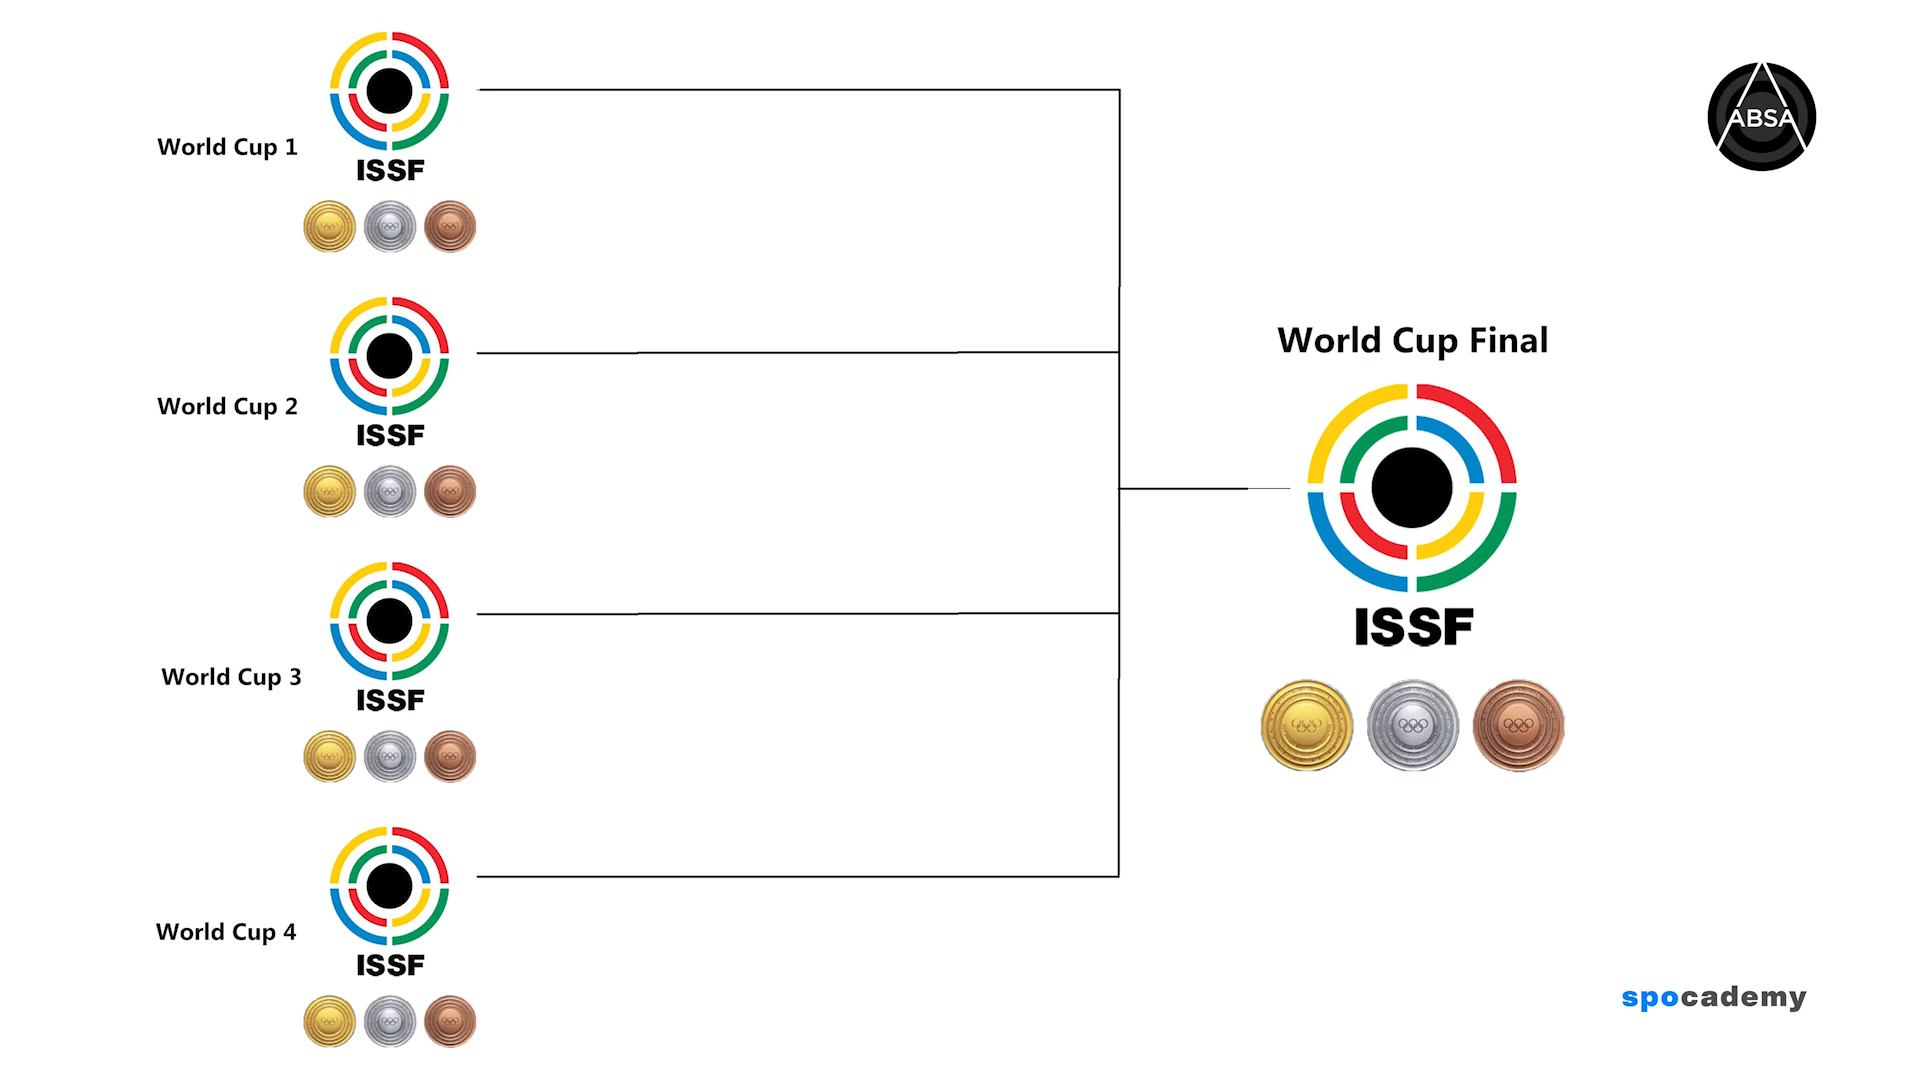 World Cup 1
ISSF
World Cup 2
ISSF
World Cup 3
ISSF
World Cup 4
ISSF
World Cup Final
ISSF
ABSA
spocademy